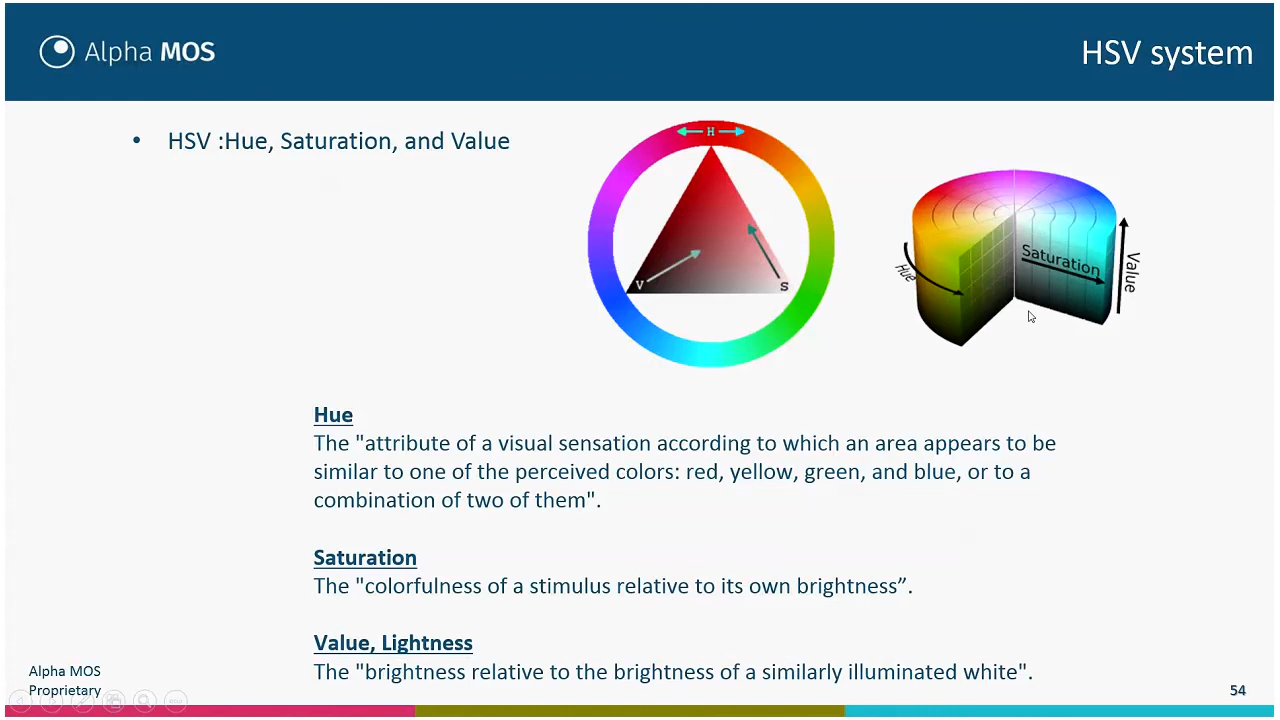 Alpha MOS
HSV system
• HSV :Hue, Saturation, and Value
H
V
S
Hue
Saturation
Value
Hue
The "attribute of a visual sensation according to which an area appears to be
similar to one of the perceived colors: red, yellow, green, and blue, or to a
combination of two of them".
Saturation
The "colorfulness of a stimulus relative to its own brightness”.
Value, Lightness
The "brightness relative to the brightness of a similarly illuminated white".
Alpha MOS
Proprietary
54